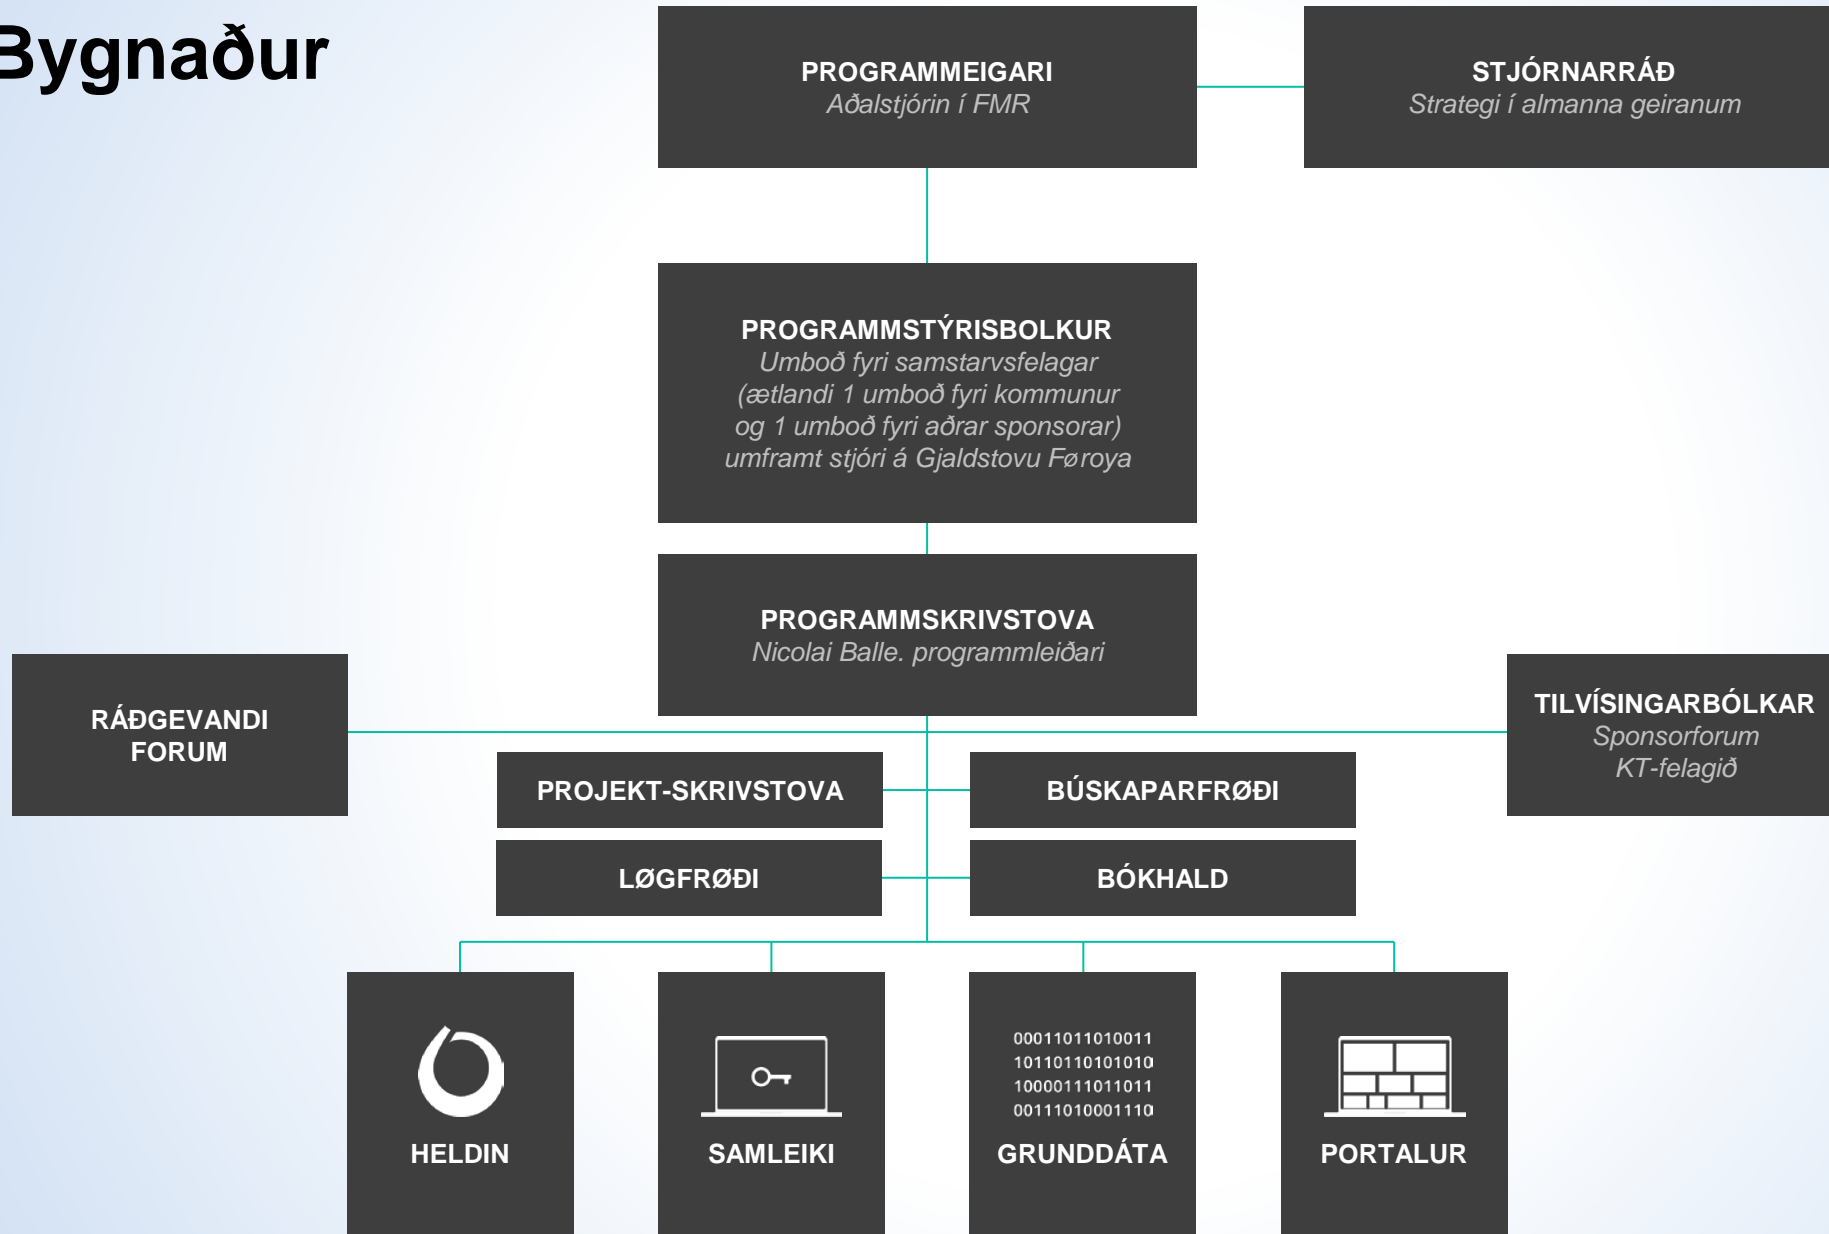 Bygnaður
PROGRAMMEIGARI
Aðalstjórin í FMR
STJÓRNARRÁÐ
Strategi í almanna geiranum
PROGRAMMSTÝRISBOLKUR
Umboð fyri samstarvsfelagar
(ætlandi 1 umboð fyri kommunur
og 1 umboð fyri aðrar sponsorar)
umframt stjóri á Gjaldstovu Føroya
PROGRAMMSKRIVSTOVA
Nicolai Balle. programmleiðari
RÁÐGEVANDI
FORUM
TILVÍSINGARBÓLKAR
Sponsorforum
KT-felagið
PROJEKT-SKRIVSTOVA
BÚSKAPARFRØÐI
LØGFRØÐI
BÓKHALD
HELDIN
SAMLEIKI
00011011010011
10110110101010
10000111011011
00111010001110
GRUNDDÁTA
PORTALUR